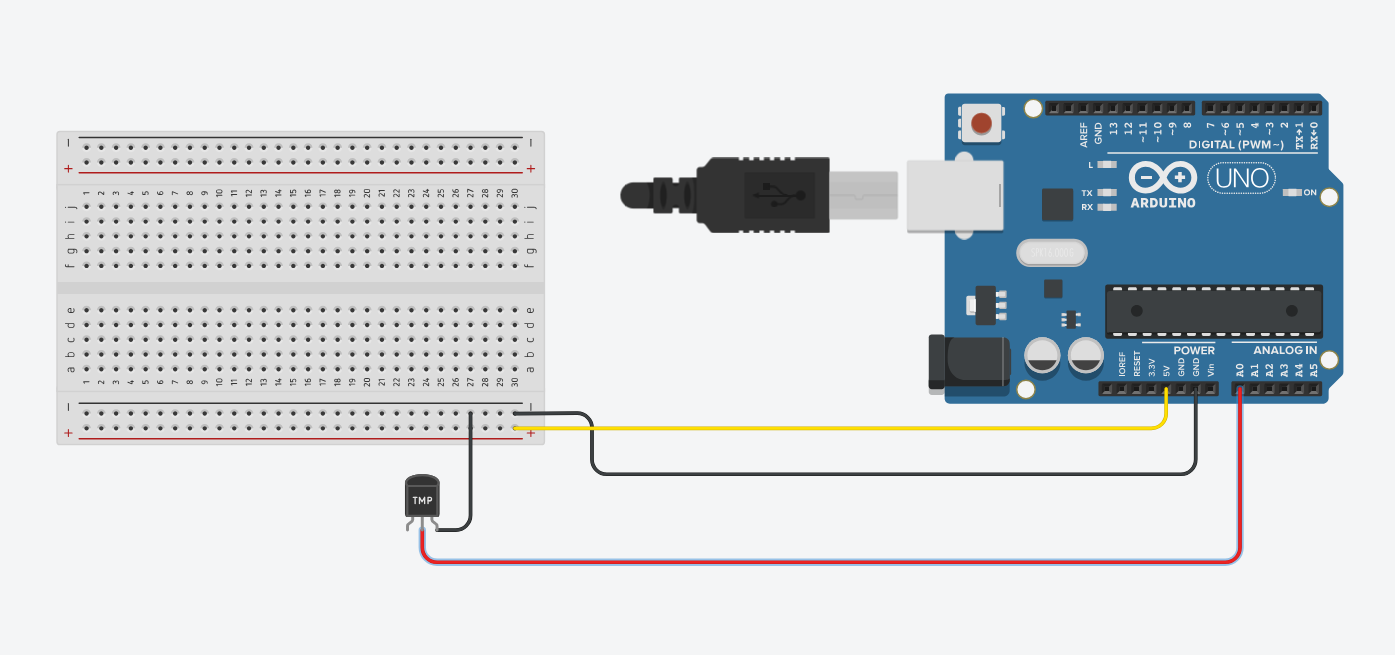 − −
+ +
1 2 3 4 5 6 7 8 9 10 11 12 13 14 15 16 17 18 19 20 21 22 23 24 25 26 27 28 29 30
j j
i i
h h
g g
f f
e e
d d
c c
b b
a a
1 2 3 4 5 6 7 8 9 10 11 12 13 14 15 16 17 18 19 20 21 22 23 24 25 26 27 28 29 30
− −
+ +
TMP
AREF GND 13 12 ~11 ~10 ~9 8 7 ~6 ~5 4 ~3 2 TX→1 RX←0
DIGITAL (PWM~)
L
TX
RX
ARDUINO
UNO
ON
POWER
ANALOG IN
IOREF RESET 3.3V 5V GND GND Vin A0 A1 A2 A3 A4 A5